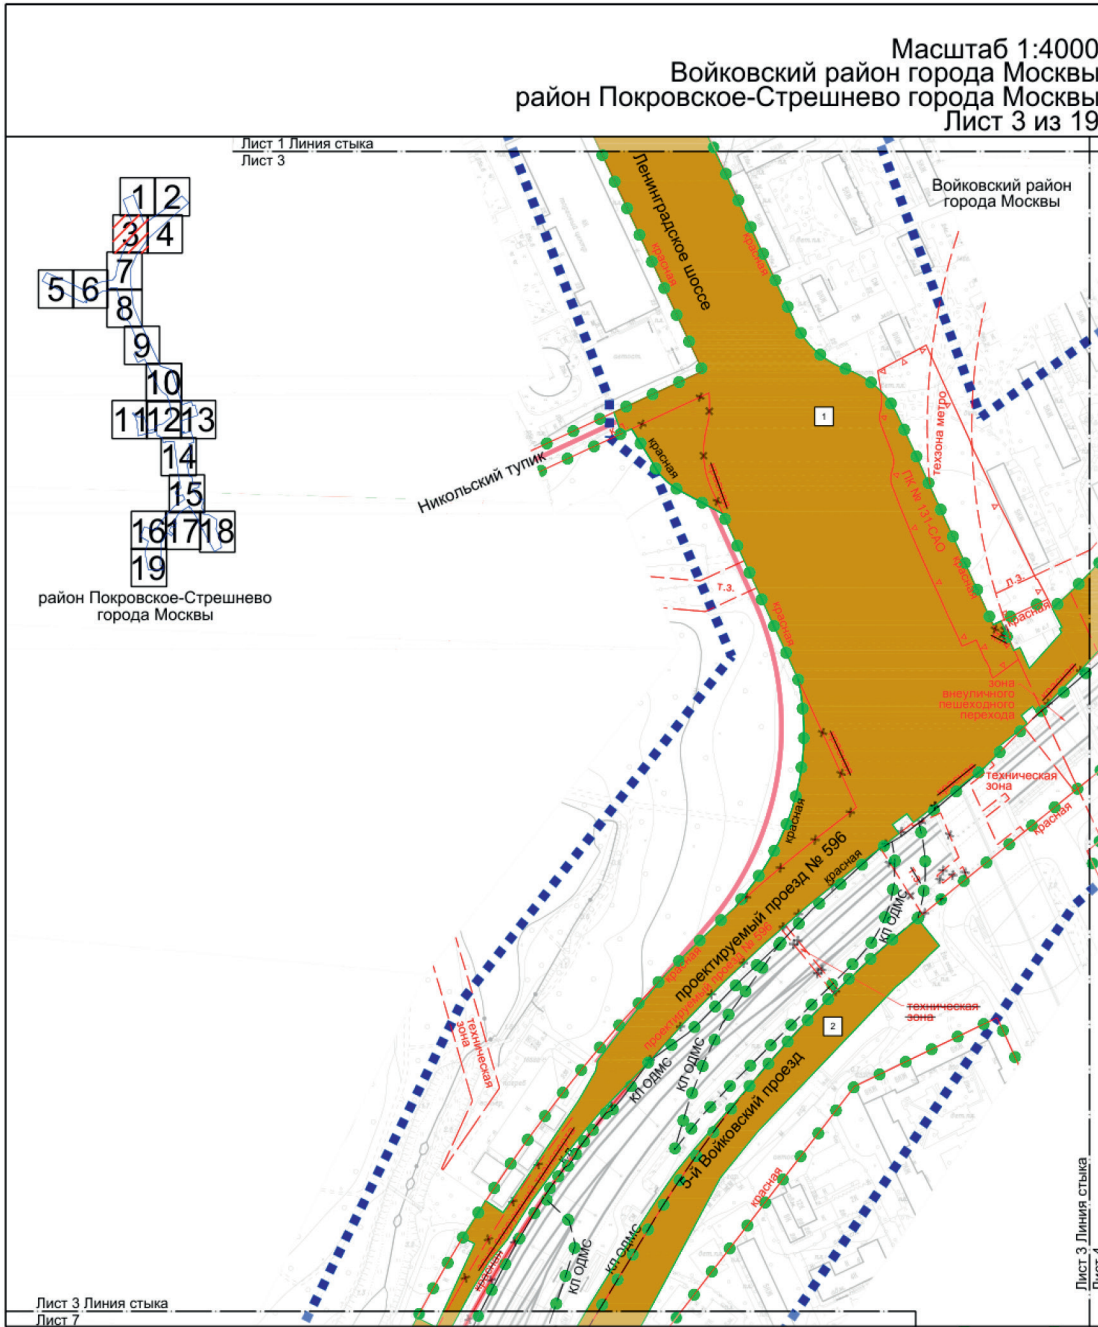 Масштаб 1:4000
Войковский район города Москвы
район Покровское-Стрешнево города Москвы
Лист 3 из 19
Лист 1 Линия стыка
Лист 3
1 2
3 4
7
5 6
8
9
10
11 12 13
14
15
16 17 18
19
район Покровское-Стрешнево
города Москвы
Войковский район
города Москвы
Ленинградское шоссе
красная
красная
1
техзона метро
ПК № 131-САО
красная
Никольский тупик
красная
т.з.
красная
п.з.
красная
зона
внеуличного
пешеходного
перехода
техническая
зона
красная
красная
проектируемый проезд № 596
красная
красная
проектируемый проезд № 596
КЛ ОДМС
техническая
зона
2
техническая
зона
КЛ ОДМС
КЛ ОДМС
5-й Войковский проезд
красная
КЛ ОДМС
КЛ ОДМС
красная
Лист 3 Линия стыка
Лист 4
Лист 3 Линия стыка
Лист 7